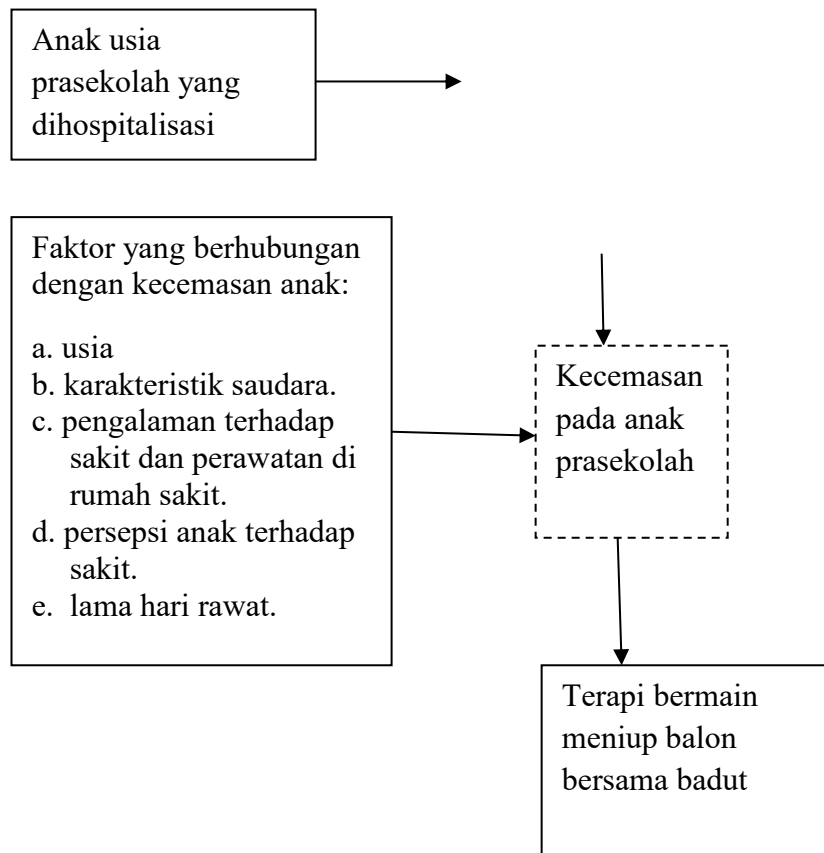 Anak usia
prasekolah yang
dihospitalisasi
Faktor yang berhubungan
dengan kecemasan anak:
a. usia
b. karakteristik saudara.
c. pengalaman terhadap
sakit dan perawatan di
rumah sakit.
d. persepsi anak terhadap
sakit.
e. lama hari rawat.
Kecemasan
pada anak
prasekolah
Terapi bermain
meniup balon
bersama badut